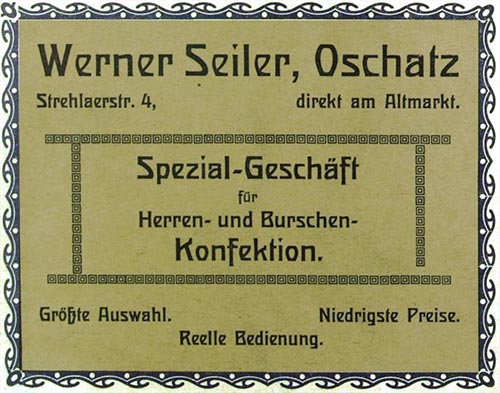 Werner Seiler, Oschatz
Strehlaerstr. 4, direkt am Altmarkt.
Spezial-Geschäft
für
Herren- und Burschen-
Konfektion.
Größte Auswahl. Niedrigste Preise.
Reelle Bedienung.